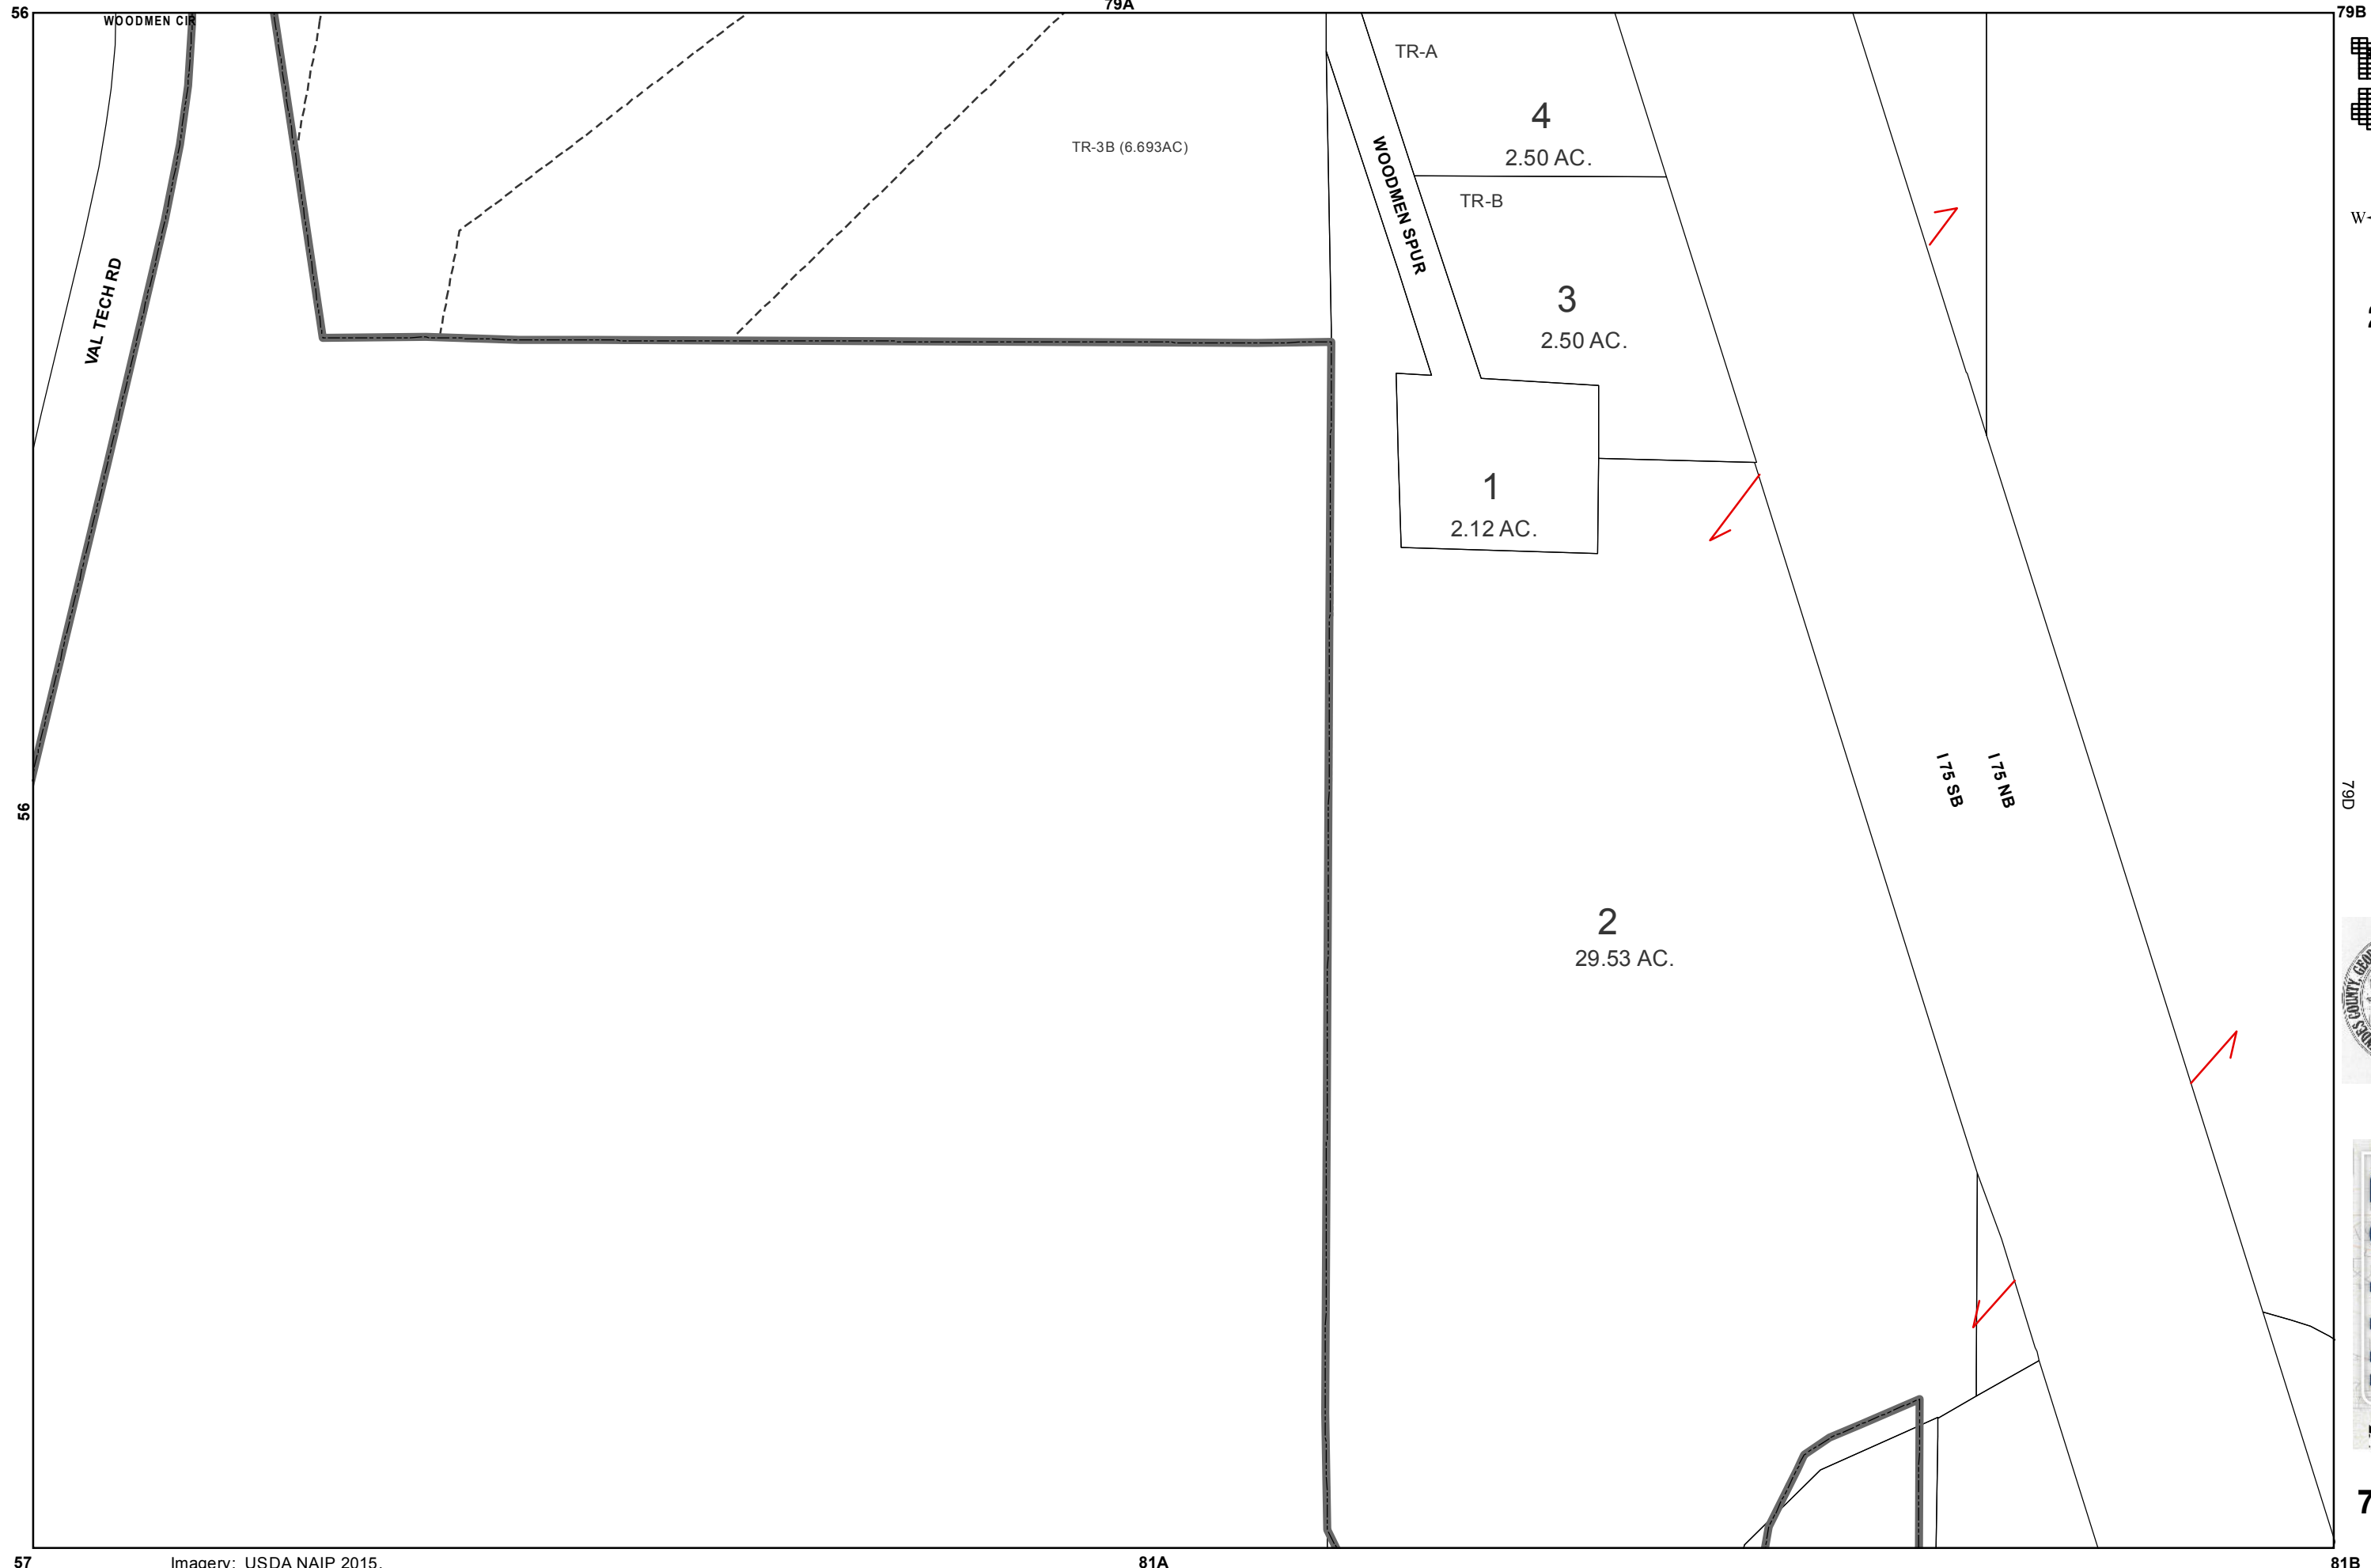 56
79A
79B
WOODMEN CIR
TR-A
4
2.50 AC.
TR-3B (6.693AC)
WOODMEN SPUR
TR-B
W
VAL TECH RD
3
2.50 AC.
1
2.12 AC.
I 75 SB
I 75 NB
56
79D
2
29.53 AC.
COUNTY, GEOR
7
57
Imagery: USDA NAIP 2015.
81A
81B